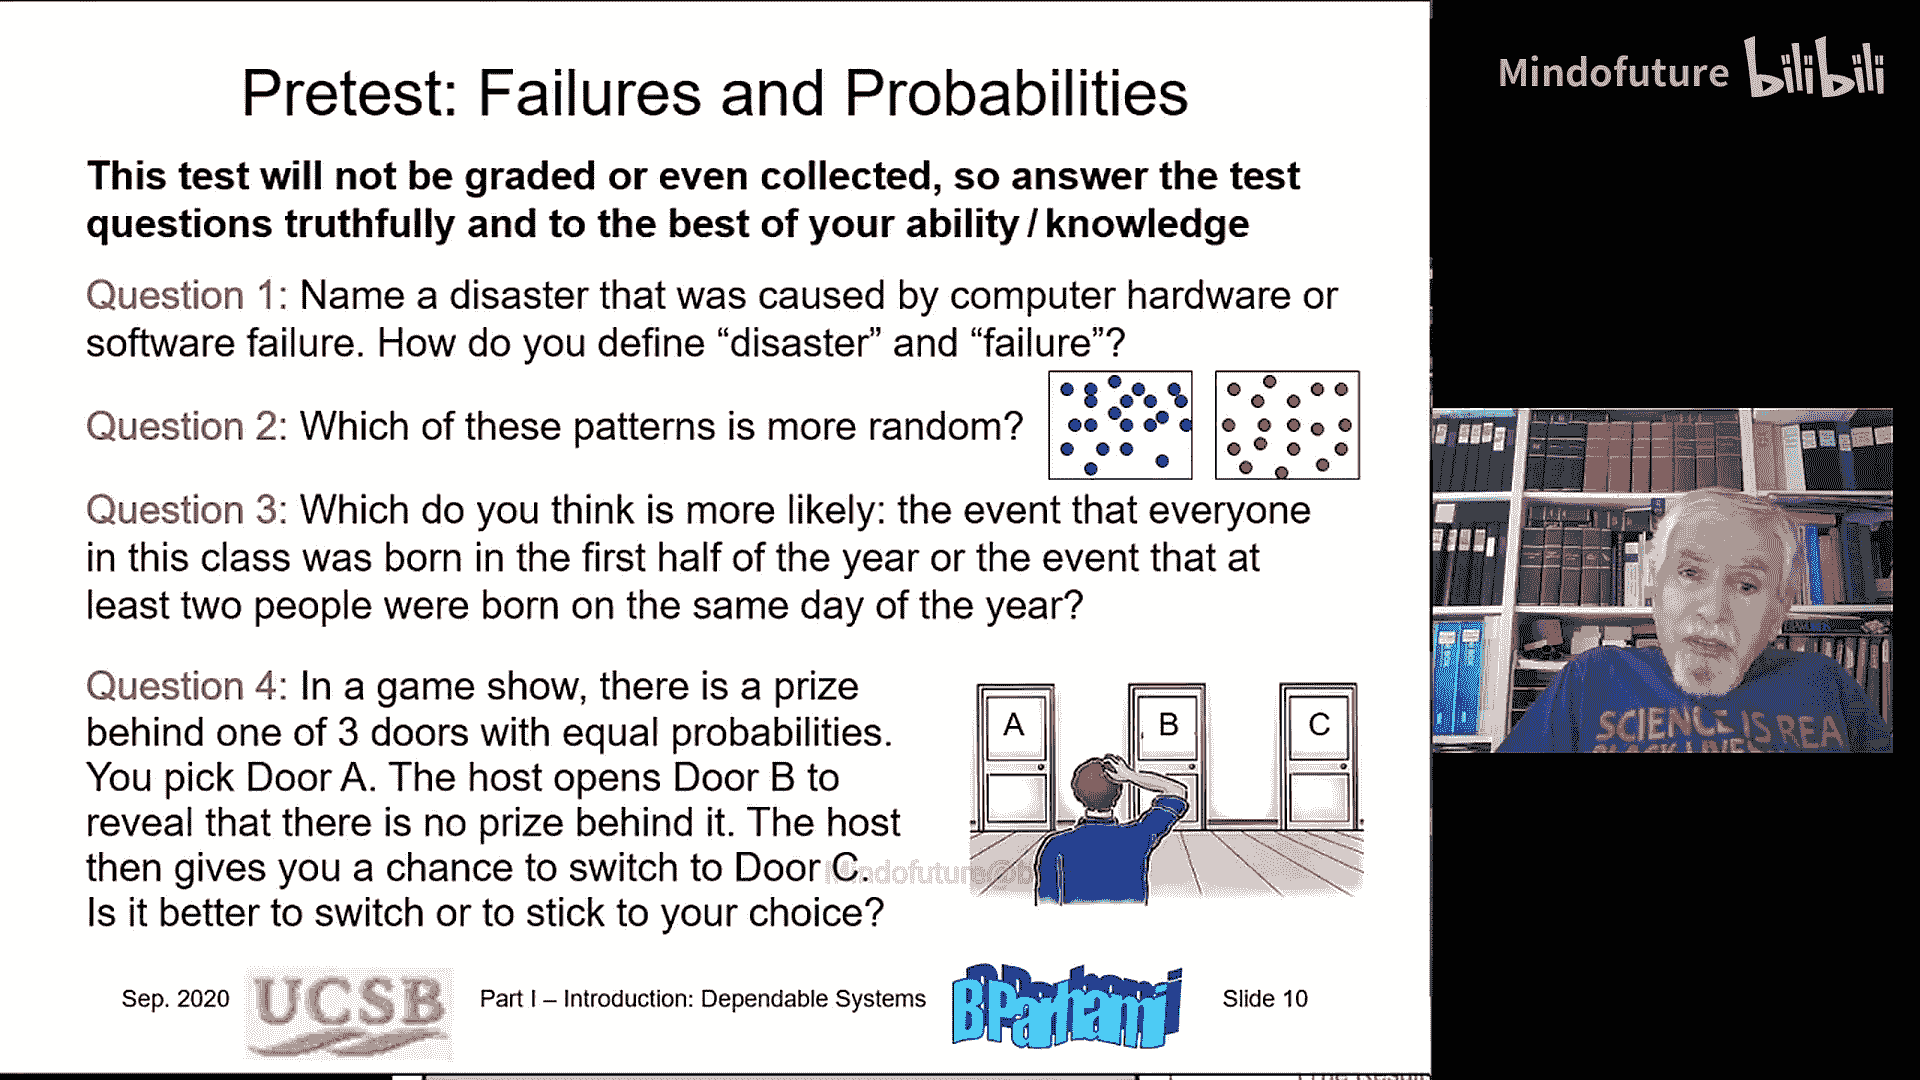 Pretest: Failures and Probabilities
Mindofuture bilibili
This test will not be graded or even collected, so answer the test
questions truthfully and to the best of your ability / knowledge
Question 1: Name a disaster that was caused by computer hardware or
software failure. How do you define “disaster” and “failure”?
Question 2: Which of these patterns is more random?
Question 3: Which do you think is more likely: the event that everyone
in this class was born in the first half of the year or the event that at
least two people were born on the same day of the year?
Question 4: In a game show, there is a prize
behind one of 3 doors with equal probabilities.
You pick Door A. The host opens Door B to
reveal that there is no prize behind it. The host
then gives you a chance to switch to Door C.
Is it better to switch or to stick to your choice?
A
B
C
Mindofuture@b
SCIENCE IS REA
Sep. 2020
UCSB
Part I – Introduction: Dependable Systems
B Parhami
Slide 10